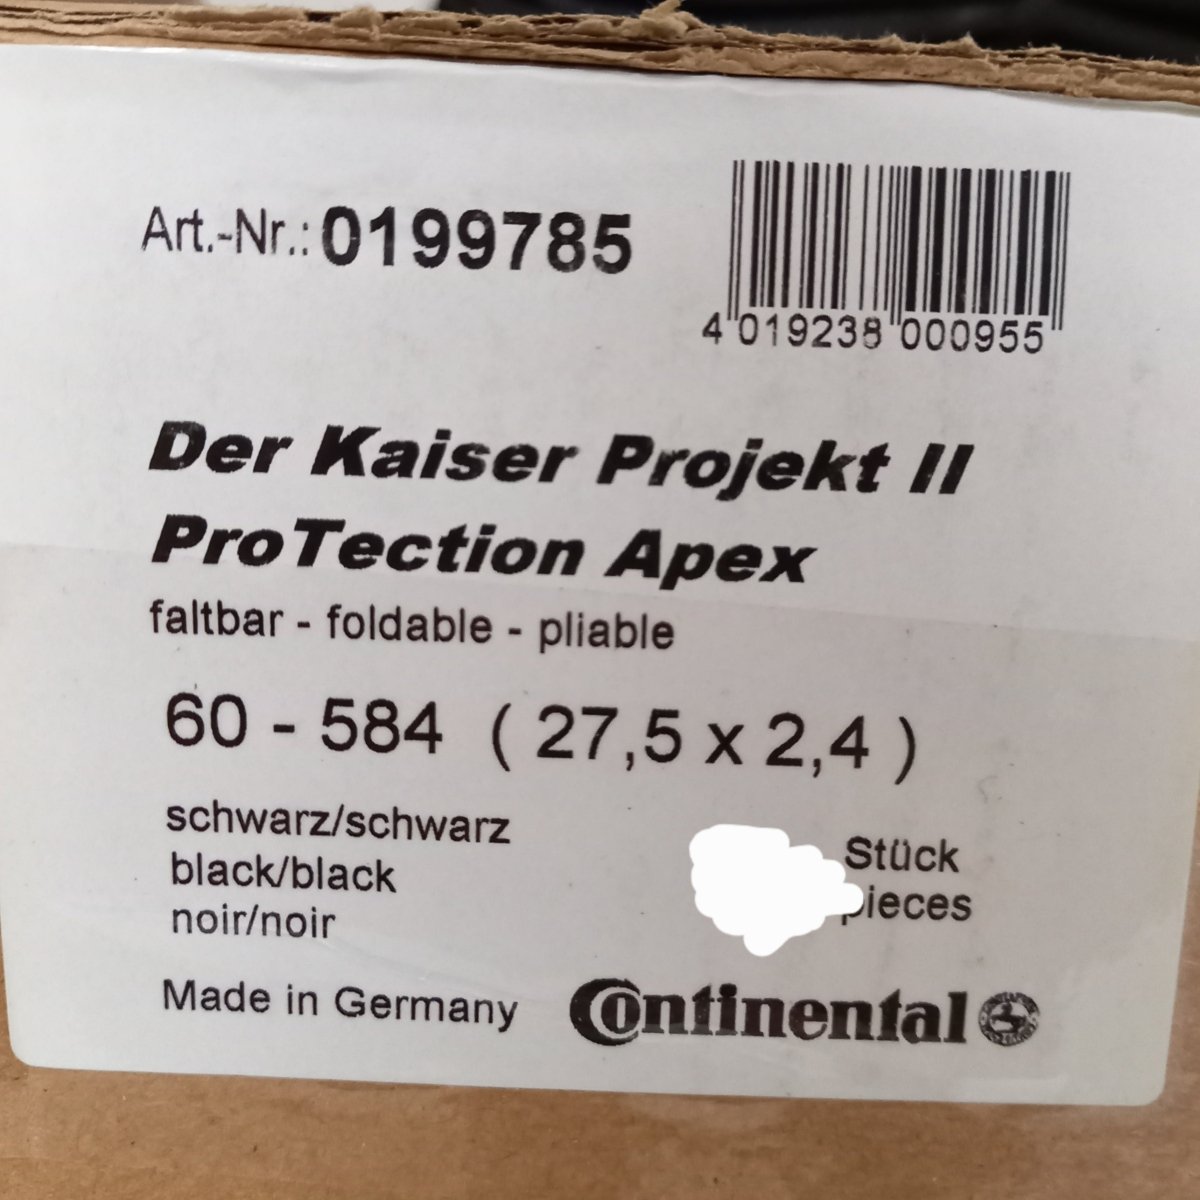 Art.-Nr.: 0199785
4 019238 000955
Der Kaiser Projekt II
ProTection Apex
faltbar - foldable - pliable
60 - 584 ( 27,5 x 2,4 )
schwarz/schwarz
black/black
noir/noir
Stück
pieces
Made in Germany
Continental